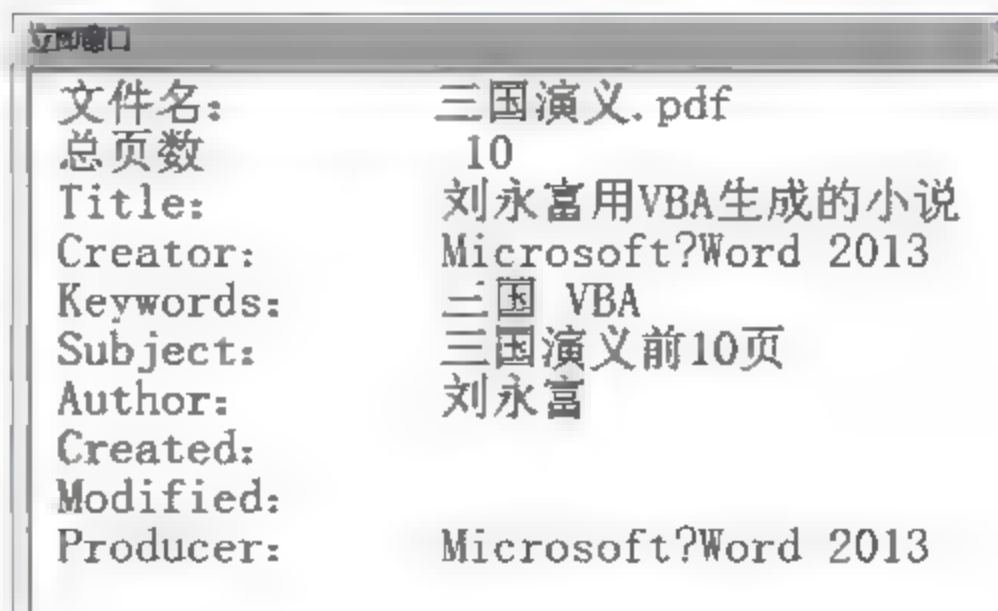 立即窗口
文件名: 三国演义.pdf
总页数 10
Title: 刘永富用VBA生成的小说
Creator: Microsoft?Word 2013
Keywords: 三国 VBA
Subject: 三国演义前10页
Author: 刘永富
Created:
Modified:
Producer: Microsoft?Word 2013